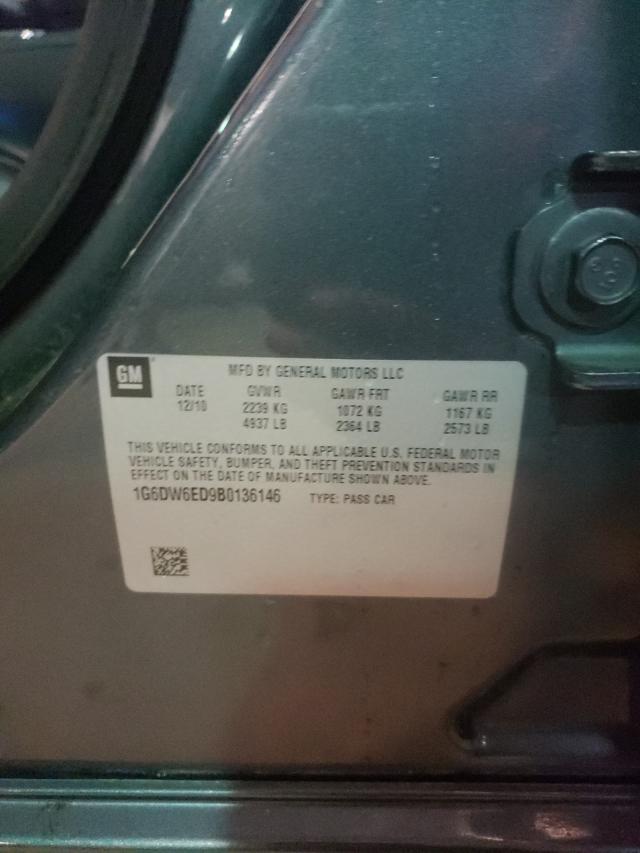 GM
MFD BY GENERAL MOTORS LLC
DATE GVWR GAWR FRT GAWR RR
12/10 2239 KG 1072 KG 1167 KG
4937 LB 2364 LB 2573 LB
THIS VEHICLE CONFORMS TO ALL APPLICABLE U.S. FEDERAL MOTOR
VEHICLE SAFETY, BUMPER, AND THEFT PREVENTION STANDARDS IN
EFFECT ON THE DATE OF MANUFACTURE SHOWN ABOVE.
1G6DW6ED9B0136146 TYPE: PASS CAR